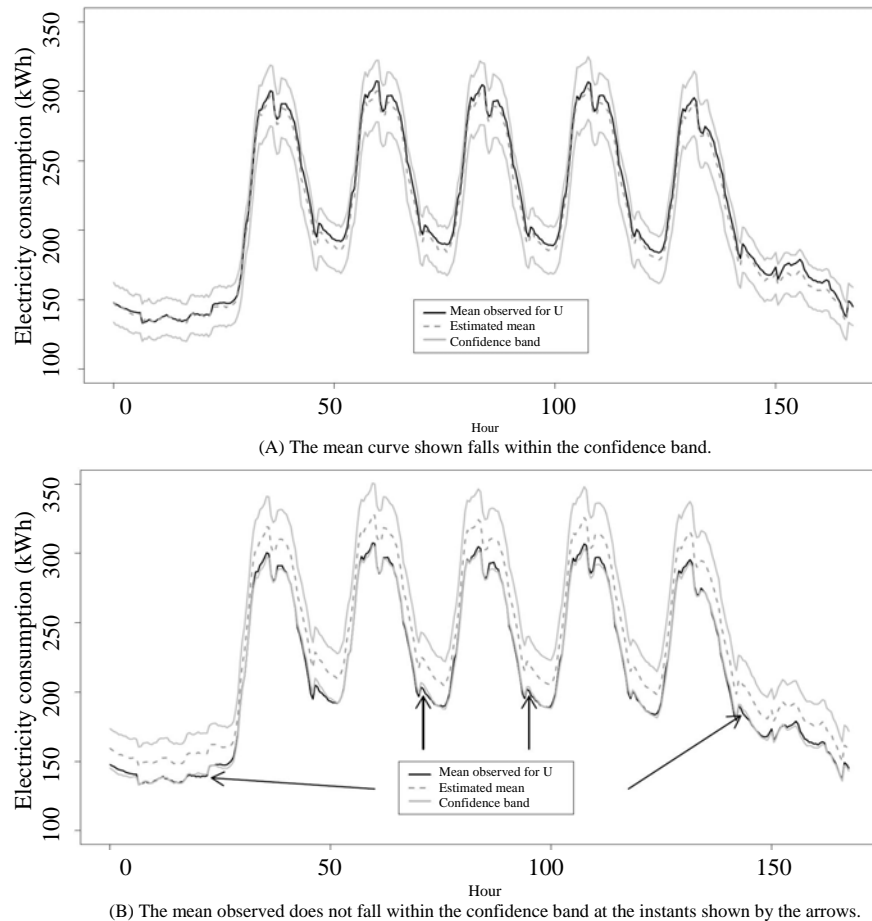 Electricity consumption (kWh)
350
300
250
200
150
100
Mean observed for U
Estimated mean
Confidence band
0 50 100 150
Hour
(A) The mean curve shown falls within the confidence band.
Electricity consumption (kWh)
350
300
250
200
150
100
Mean observed for U
Estimated mean
Confidence band
0 50 100 150
Hour
(B) The mean observed does not fall within the confidence band at the instants shown by the arrows.